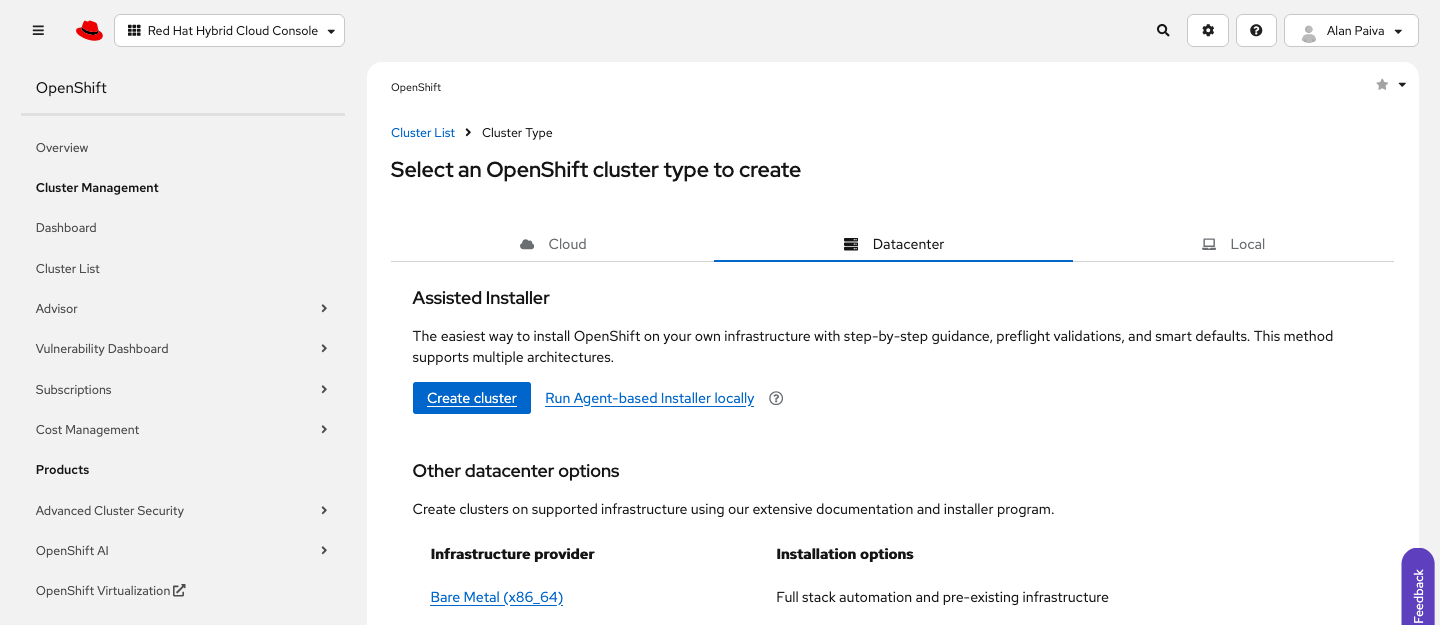 Red Hat Hybrid Cloud Console
Alan Paiva
OpenShift
Overview
Cluster Management
Dashboard
Cluster List
Advisor
Vulnerability Dashboard
Subscriptions
Cost Management
Products
Advanced Cluster Security
OpenShift AI
OpenShift Virtualization
OpenShift
Cluster List Cluster Type
Select an OpenShift cluster type to create
Cloud Datacenter Local
Assisted Installer
The easiest way to install OpenShift on your own infrastructure with step-by-step guidance, preflight validations, and smart defaults. This method
supports multiple architectures.
Create cluster Run Agent-based Installer locally
Other datacenter options
Create clusters on supported infrastructure using our extensive documentation and installer program.
Infrastructure provider Installation options
Bare Metal (x86_64) Full stack automation and pre-existing infrastructure
Feedback